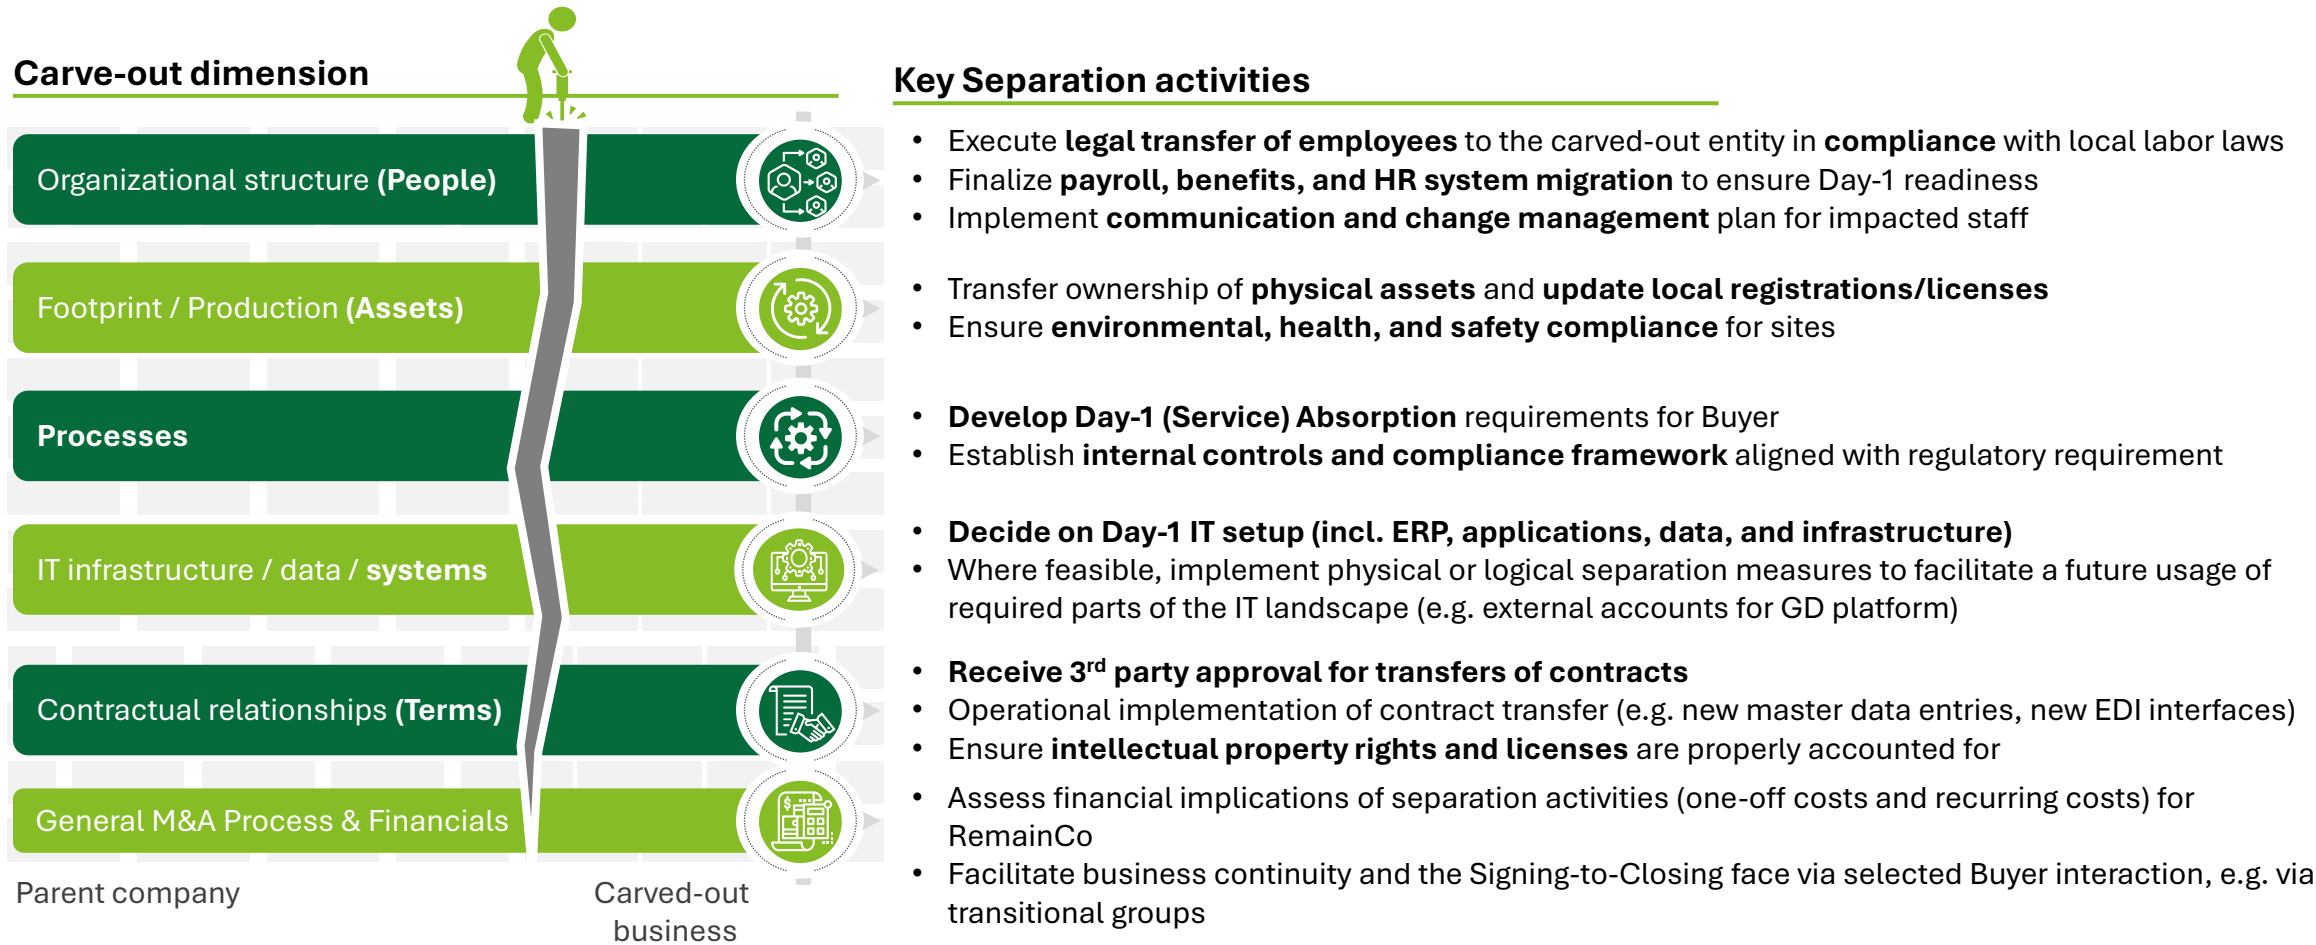 Carve-out dimension
Key Separation activities
Organizational structure (People)
• Execute legal transfer of employees to the carved-out entity in compliance with local labor laws
• Finalize payroll, benefits, and HR system migration to ensure Day-1 readiness
• Implement communication and change management plan for impacted staff
Footprint / Production (Assets)
• Transfer ownership of physical assets and update local registrations/licenses
• Ensure environmental, health, and safety compliance for sites
Processes
• Develop Day-1 (Service) Absorption requirements for Buyer
• Establish internal controls and compliance framework aligned with regulatory requirement
IT infrastructure / data / systems
• Decide on Day-1 IT setup (incl. ERP, applications, data, and infrastructure)
• Where feasible, implement physical or logical separation measures to facilitate a future usage of
required parts of the IT landscape (e.g. external accounts for GD platform)
Contractual relationships (Terms)
• Receive 3rd party approval for transfers of contracts
• Operational implementation of contract transfer (e.g. new master data entries, new EDI interfaces)
• Ensure intellectual property rights and licenses are properly accounted for
General M&A Process & Financials
• Assess financial implications of separation activities (one-off costs and recurring costs) for
RemainCo
• Facilitate business continuity and the Signing-to-Closing face via selected Buyer interaction, e.g. via
transitional groups
Parent company
Carved-out
business